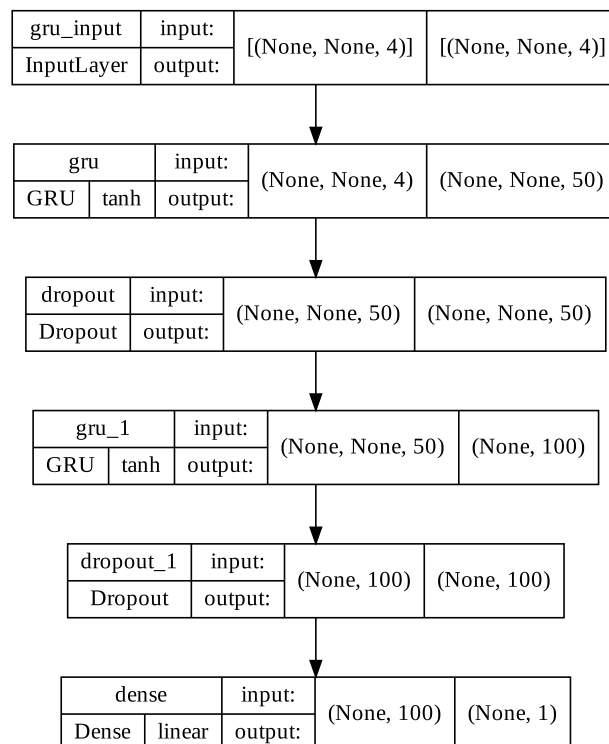 gru_input input: [(None, None, 4)] [(None, None, 4)]
InputLayer output:
gru input: (None, None, 4) (None, None, 50)
GRU tanh output:
dropout input: (None, None, 50) (None, None, 50)
Dropout output:
gru_1 input: (None, None, 50) (None, 100)
GRU tanh output:
dropout_1 input: (None, 100) (None, 100)
Dropout output:
dense input: (None, 100) (None, 1)
Dense linear output: